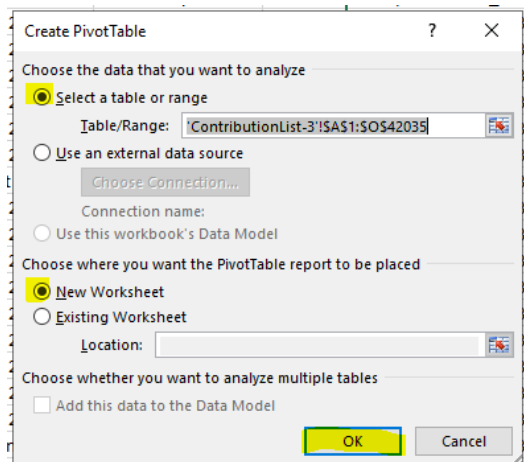 Create PivotTable ? X
Choose the data that you want to analyze
Select a table or range
Table/Range: 'ContributionList-3'!$A$1:$O$42035
Use an external data source
Choose Connection...
Connection name:
Use this workbook's Data Model
Choose where you want the PivotTable report to be placed
New Worksheet
Existing Worksheet
Location:
Choose whether you want to analyze multiple tables
Add this data to the Data Model
OK Cancel